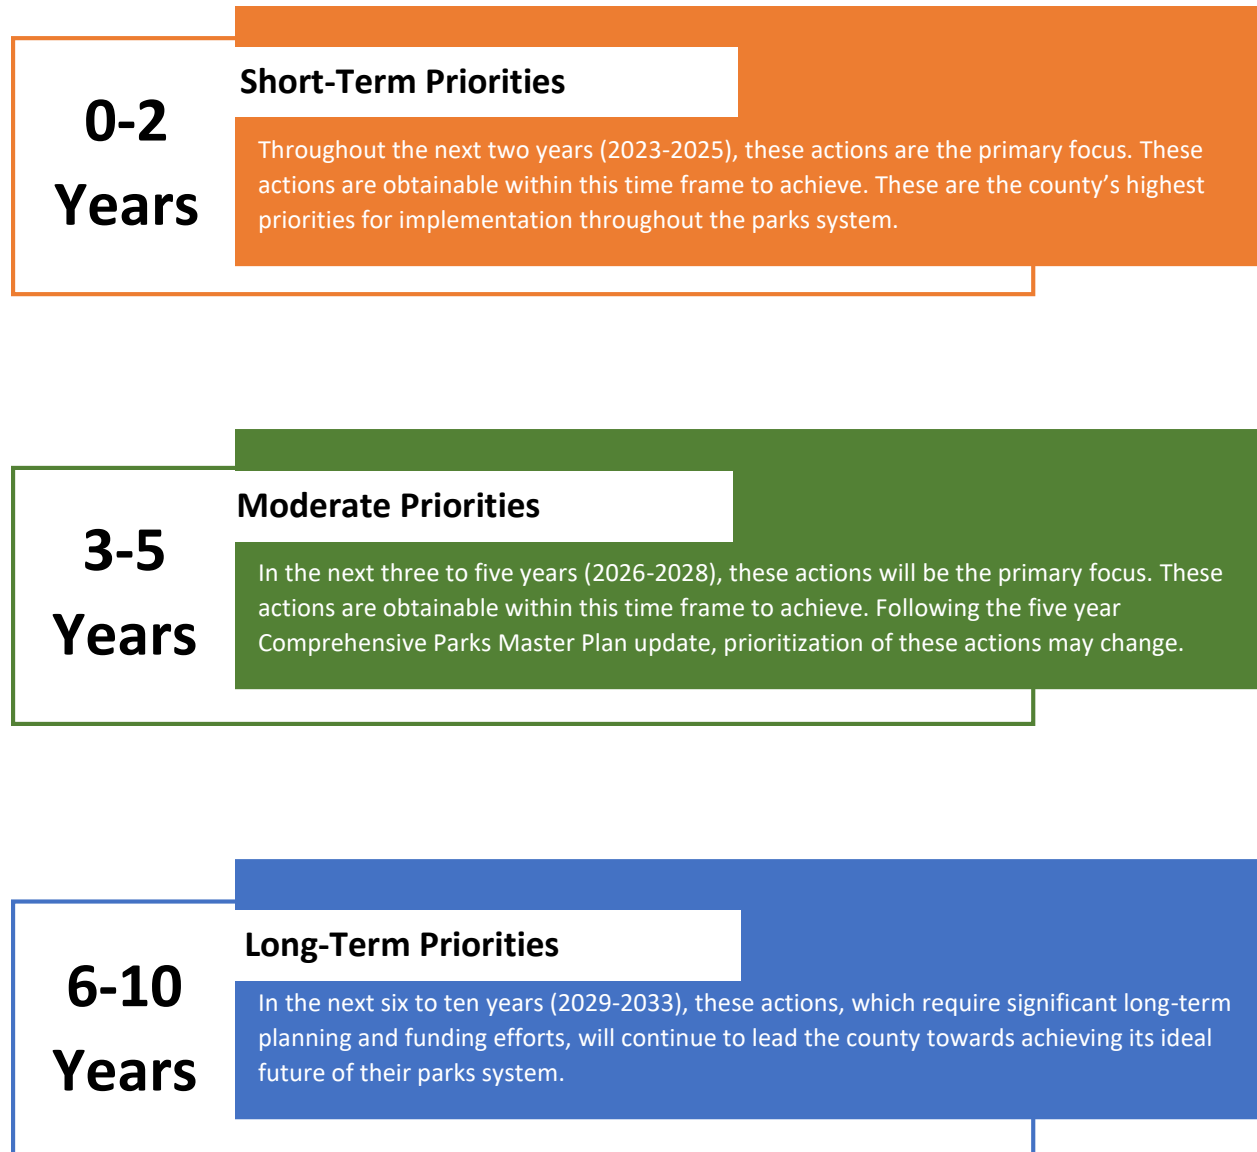 0-2
Years
Short-Term Priorities
Throughout the next two years (2023-2025), these actions are the primary focus. These
actions are obtainable within this time frame to achieve. These are the county’s highest
priorities for implementation throughout the parks system.
3-5
Years
Moderate Priorities
In the next three to five years (2026-2028), these actions will be the primary focus. These
actions are obtainable within this time frame to achieve. Following the five year
Comprehensive Parks Master Plan update, prioritization of these actions may change.
6-10
Years
Long-Term Priorities
In the next six to ten years (2029-2033), these actions, which require significant long-term
planning and funding efforts, will continue to lead the county towards achieving its ideal
future of their parks system.